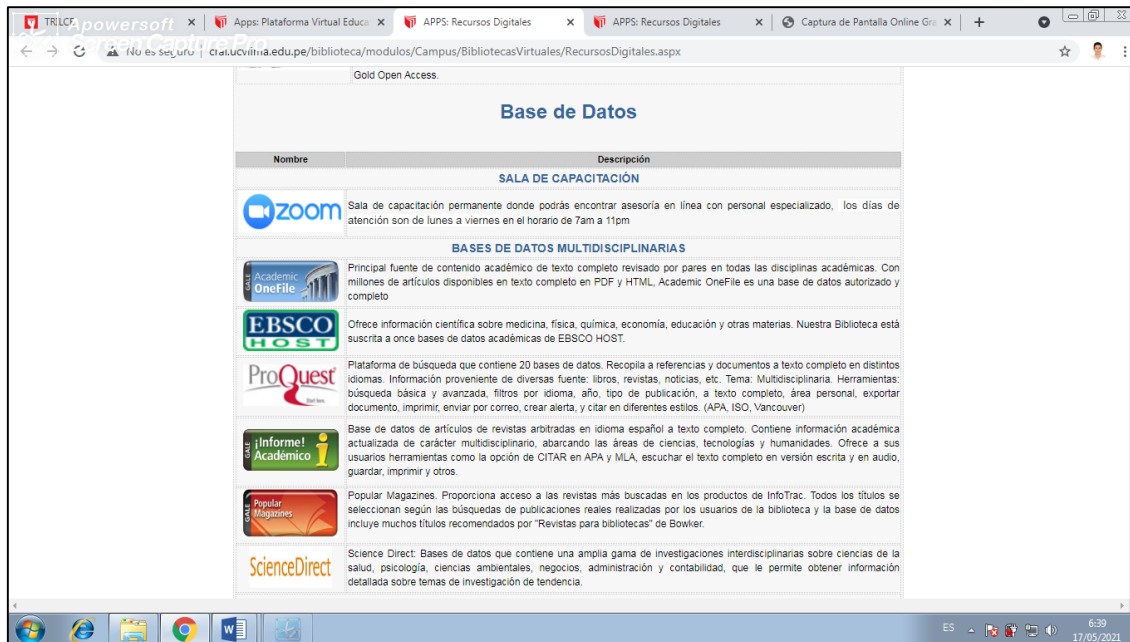 TRILCE
Apps: Plataforma Virtual Educa
APPS: Recursos Digitales
APPS: Recursos Digitales
Captura de Pantalla Online Gra
Apowersoft
Screen Capture Pro
No es seguro | cral.ucvlima.edu.pe/biblioteca/modulos/Campus/BibliotecasVirtuales/RecursosDigitales.aspx
Gold Open Access.
Base de Datos
Nombre Descripción
SALA DE CAPACITACIÓN
zoom
Sala de capacitación permanente donde podrás encontrar asesoría en línea con personal especializado, los días de
atención son de lunes a viernes en el horario de 7am a 11pm
BASES DE DATOS MULTIDISCIPLINARIAS
GALE
Academic
OneFile
Principal fuente de contenido académico de texto completo revisado por pares en todas las disciplinas académicas. Con
millones de artículos disponibles en texto completo en PDF y HTML, Academic OneFile es una base de datos autorizado y
completo
EBSCO
HOST
Ofrece información científica sobre medicina, física, química, economía, educación y otras materias. Nuestra Biblioteca está
suscrita a once bases de datos académicas de EBSCO HOST.
ProQuest
Plataforma de búsqueda que contiene 20 bases de datos. Recopila a referencias y documentos a texto completo en distintos
idiomas. Información proveniente de diversas fuente: libros, revistas, noticias, etc. Tema: Multidisciplinaria. Herramientas:
búsqueda básica y avanzada, filtros por idioma, año, tipo de publicación, a texto completo, área personal, exportar
documento, imprimir, enviar por correo, crear alerta, y citar en diferentes estilos. (APA, ISO, Vancouver)
GALE
¡Informe!
Académico
Base de datos de artículos de revistas arbitradas en idioma español a texto completo. Contiene información académica
actualizada de carácter multidisciplinario, abarcando las áreas de ciencias, tecnologías y humanidades. Ofrece a sus
usuarios herramientas como la opción de CITAR en APA y MLA, escuchar el texto completo en versión escrita y en audio,
guardar, imprimir y otros.
GALE
Popular
Magazines
Popular Magazines. Proporciona acceso a las revistas más buscadas en los productos de InfoTrac. Todos los títulos se
seleccionan según las búsquedas de publicaciones reales realizadas por los usuarios de la biblioteca y la base de datos
incluye muchos títulos recomendados por "Revistas para bibliotecas" de Bowker.
ScienceDirect
Science Direct: Bases de datos que contiene una amplia gama de investigaciones interdisciplinarias sobre ciencias de la
salud, psicología, ciencias ambientales, negocios, administración y contabilidad, que le permite obtener información
detallada sobre temas de investigación de tendencia.
ES
6:39
17/05/2021